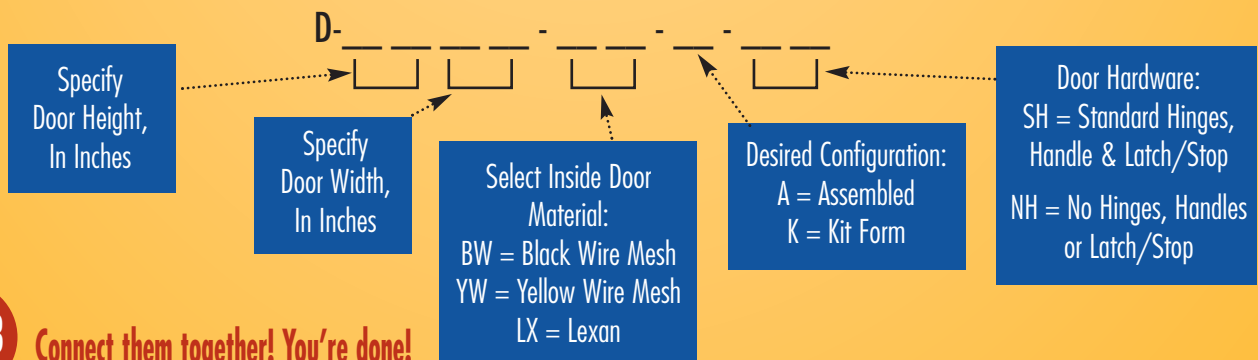 D-__ __ __ __ - __ __ - __ - __ __
Specify
Door Height,
In Inches
Specify
Door Width,
In Inches
Select Inside Door
Material:
BW = Black Wire Mesh
YW = Yellow Wire Mesh
LX = Lexan
Desired Configuration:
A = Assembled
K = Kit Form
Door Hardware:
SH = Standard Hinges,
Handle & Latch/Stop
NH = No Hinges, Handles
or Latch/Stop
3 Connect them together! You're done!